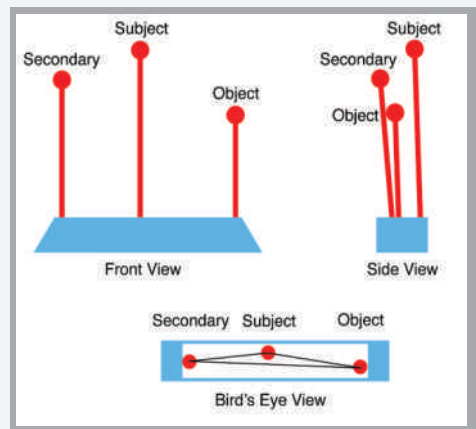 Subject
Secondary
Object
Front View
Subject
Secondary
Object
Side View
Secondary Subject Object
Bird's Eye View